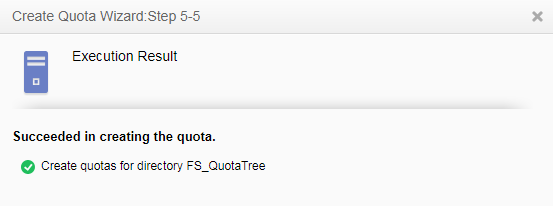 Create Quota Wizard:Step 5-5
Execution Result
Succeeded in creating the quota.
Create quotas for directory FS_QuotaTree